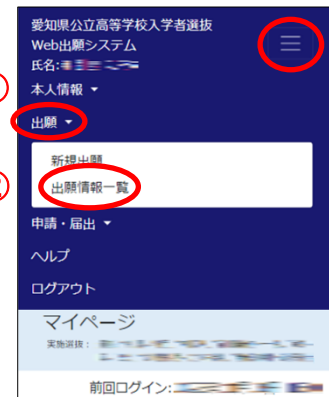 愛知県公立高等学校入学者選抜
Web出願システム
氏名:
本人情報 ▼
出願 ▼
新規出願
出願情報一覧
申請・届出 ▼
ヘルプ
ログアウト
マイページ
実施選抜:
前回ログイン: